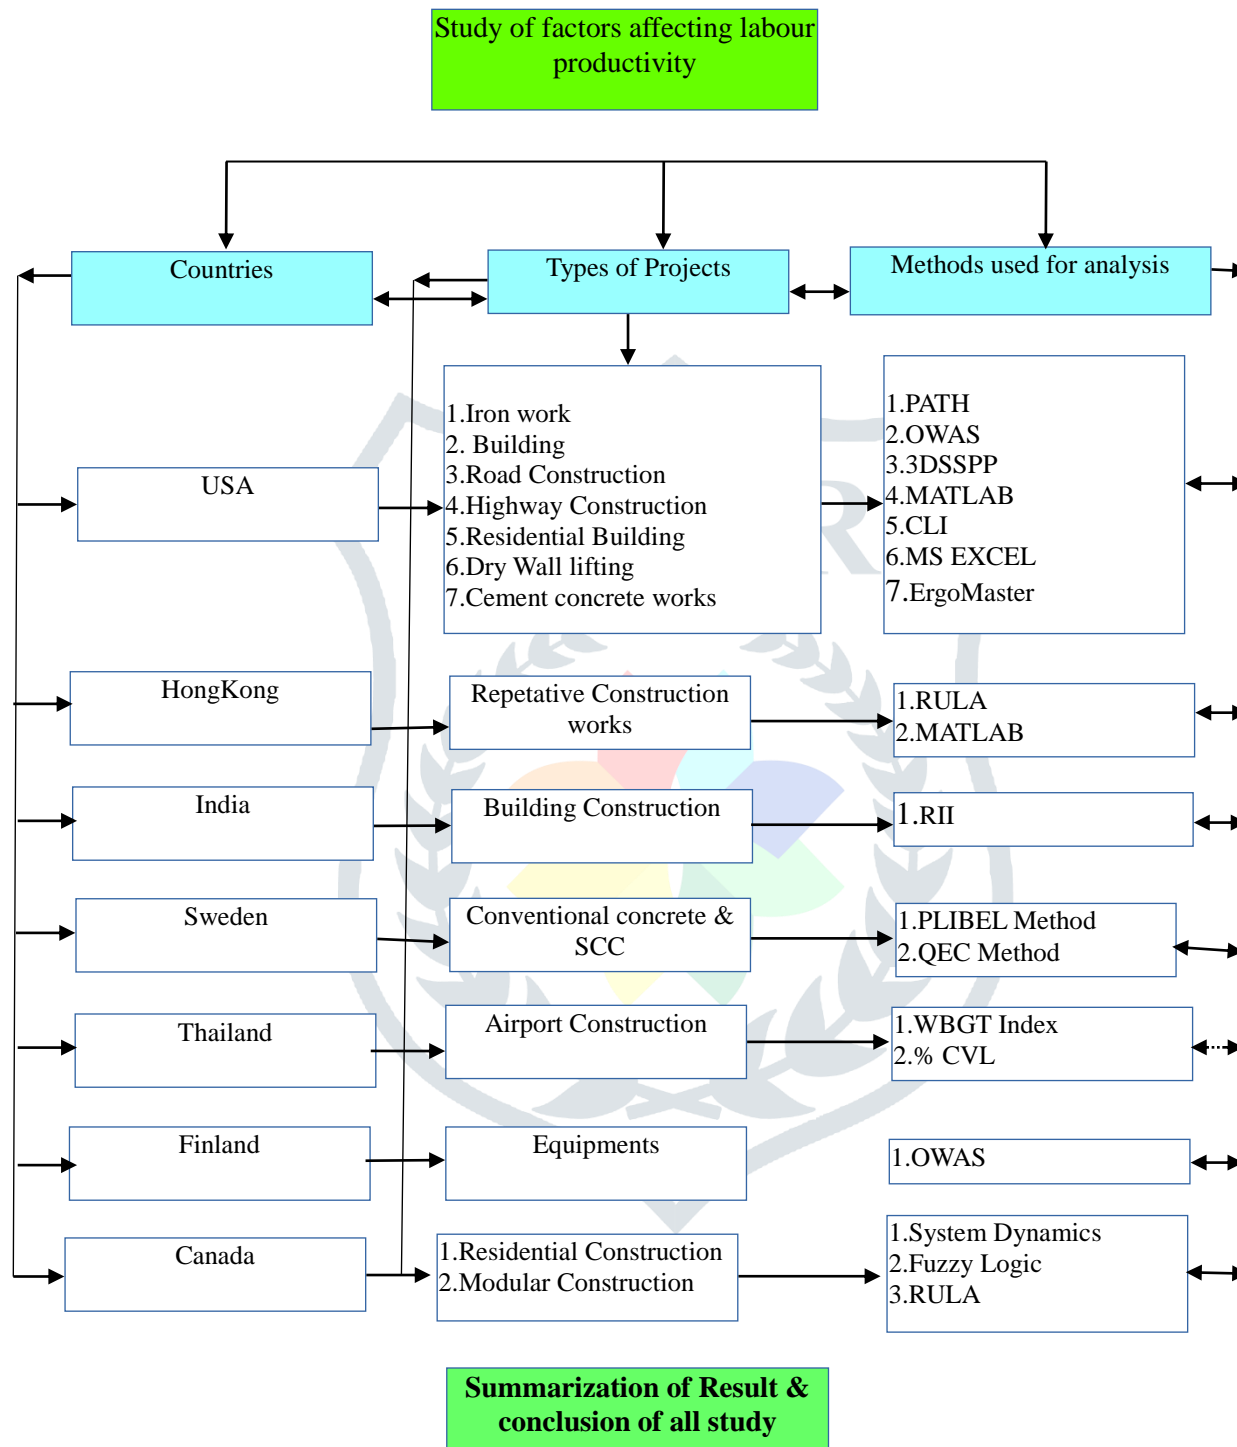 Study of factors affecting labour
productivity
Countries
Types of Projects
Methods used for analysis
USA
1.Iron work
2. Building
3.Road Construction
4.Highway Construction
5.Residential Building
6.Dry Wall lifting
7.Cement concrete works
1.PATH
2.OWAS
3.3DSSPP
4.MATLAB
5.CLI
6.MS EXCEL
7.ErgoMaster
HongKong
Repetative Construction
works
1.RULA
2.MATLAB
India
Building Construction
1.RII
Sweden
Conventional concrete &
SCC
1.PLIBEL Method
2.QEC Method
Thailand
Airport Construction
1.WBGT Index
2.% CVL
Finland
Equipments
1.OWAS
Canada
1.Residential Construction
2.Modular Construction
1.System Dynamics
2.Fuzzy Logic
3.RULA
Summarization of Result &
conclusion of all study